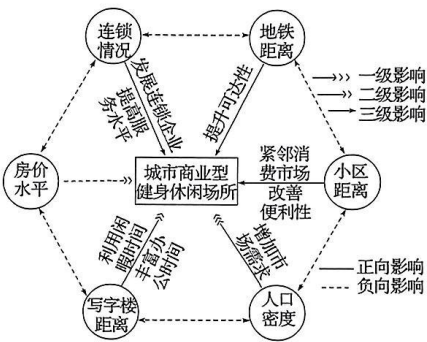 连锁
情况
地铁
距离
发展连锁企业
提高服
务水平
提升可达性
一级影响
二级影响
三级影响
房价
水平
城市商业型
健身休闲场所
紧邻消
费市场
改善
便利性
小区
距离
利用闲
暇时间
丰富办
公时间
增加市
场需求
写字楼
距离
人口
密度
正向影响
负向影响